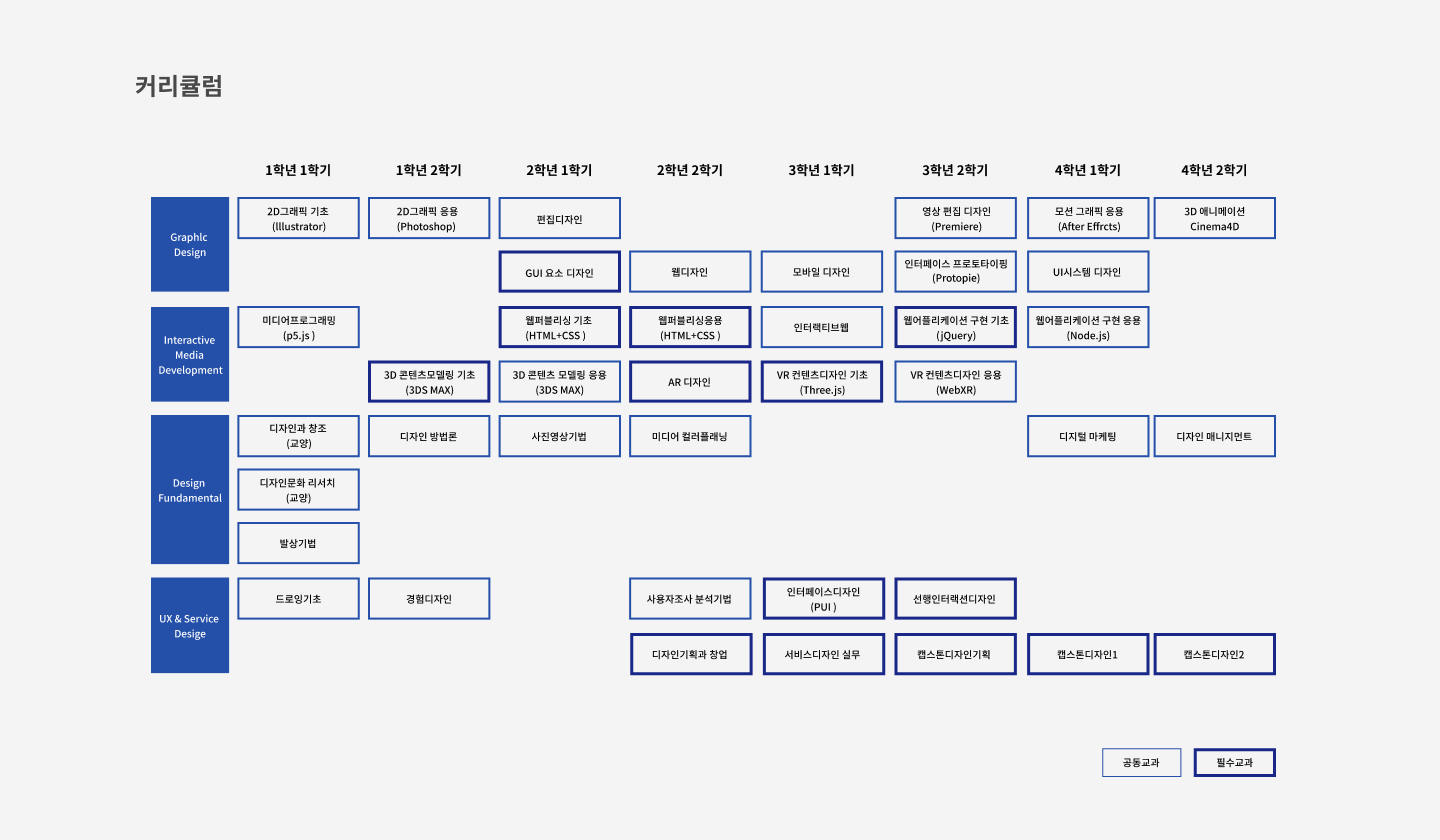 커리큘럼
1학년 1학기
1학년 2학기
2학년 1학기
2학년 2학기
3학년 1학기
3학년 2학기
4학년 1학기
4학년 2학기
Graphlc
Design
2D그래픽 기초
(lllustrator)
2D그래픽 응용
(Photoshop)
편집디자인
영상 편집 디자인
(Premiere)
모션 그래픽 응용
(After Effrcts)
3D 애니메이션
Cinema4D
GUI 요소 디자인
웹디자인
모바일 디자인
인터페이스 프로토타이핑
(Protopie)
UI시스템 디자인
Interactive
Media
Development
미디어프로그래밍
(p5.js )
웹퍼블리싱 기초
(HTML+CSS )
웹퍼블리싱응용
(HTML+CSS )
인터랙티브웹
웹어플리케이션 구현 기초
(jQuery)
웹어플리케이션 구현 응용
(Node.js)
3D 콘텐츠모델링 기초
(3DS MAX)
3D 콘텐츠 모델링 응용
(3DS MAX)
AR 디자인
VR 컨텐츠디자인 기초
(Three.js)
VR 컨텐츠디자인 응용
(WebXR)
Design
Fundamental
디자인과 창조
(교양)
디자인 방법론
사진영상기법
미디어 컬러플래닝
디지털 마케팅
디자인 매니지먼트
디자인문화 리서치
(교양)
발상기법
UX & Service
Desige
드로잉기초
경험디자인
사용자조사 분석기법
인터페이스디자인
(PUI )
선행인터랙션디자인
디자인기획과 창업
서비스디자인 실무
캡스톤디자인기획
캡스톤디자인1
캡스톤디자인2
공동교과
필수교과